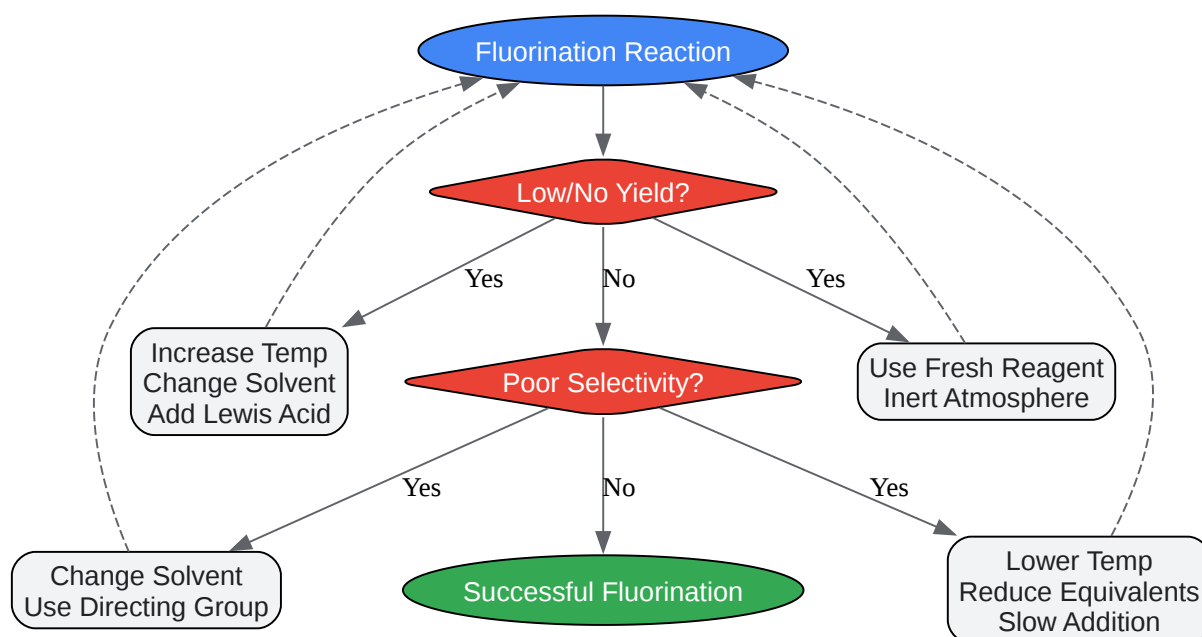 Fluorination Reaction
Low/No Yield?
Yes
No
Yes
Increase Temp
Change Solvent
Add Lewis Acid
Use Fresh Reagent
Inert Atmosphere
Poor Selectivity?
Yes
No
Yes
Change Solvent
Use Directing Group
Successful Fluorination
Lower Temp
Reduce Equivalents
Slow Addition